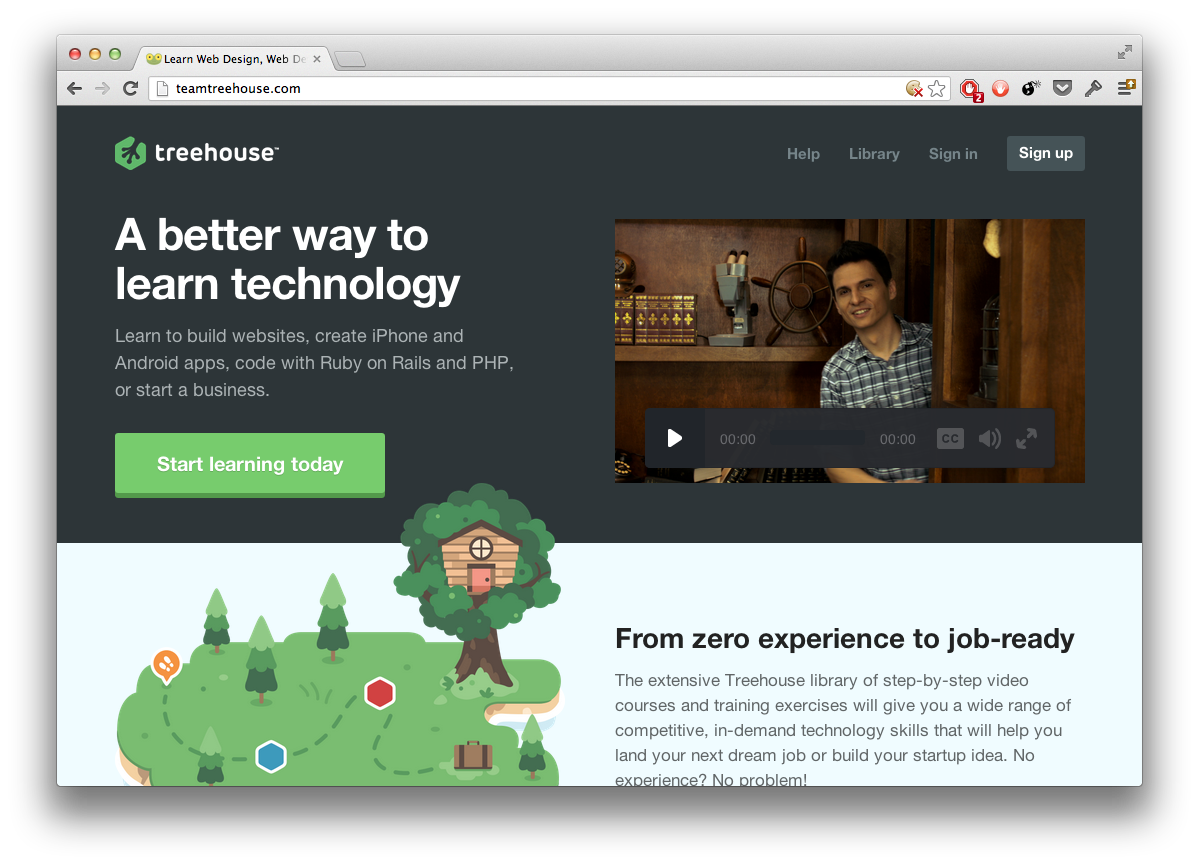 Learn Web Design, Web De
teamtreehouse.com
2
treehouse™
Help
Library
Sign in
Sign up
A better way to
learn technology
Learn to build websites, create iPhone and
Android apps, code with Ruby on Rails and PHP,
or start a business.
Start learning today
00:00
00:00
CC
From zero experience to job-ready
The extensive Treehouse library of step-by-step video
courses and training exercises will give you a wide range of
competitive, in-demand technology skills that will help you
land your next dream job or build your startup idea. No
experience? No problem!